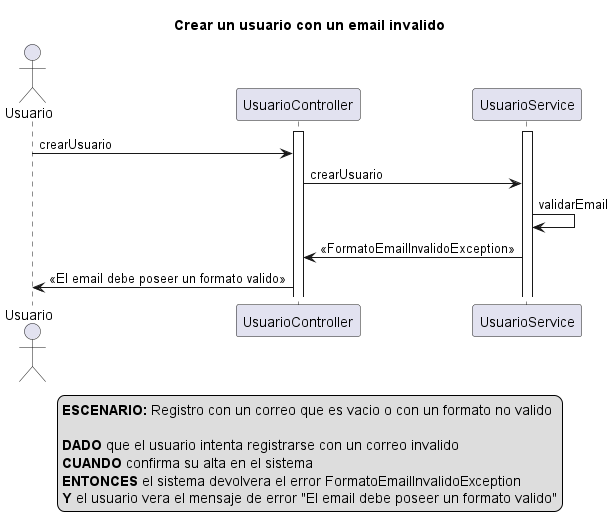 Crear un usuario con un email invalido
Usuario
UsuarioController
UsuarioService
crearUsuario
crearUsuario
validarEmail
«FormatoEmailInvalidoException»
«El email debe poseer un formato valido»
Usuario
UsuarioController
UsuarioService
ESCENARIO: Registro con un correo que es vacio o con un formato no valido
DADO que el usuario intenta registrarse con un correo invalido
CUANDO confirma su alta en el sistema
ENTONCES el sistema devolvera el error FormatoEmailInvalidoException
Y el usuario vera el mensaje de error "El email debe poseer un formato valido"